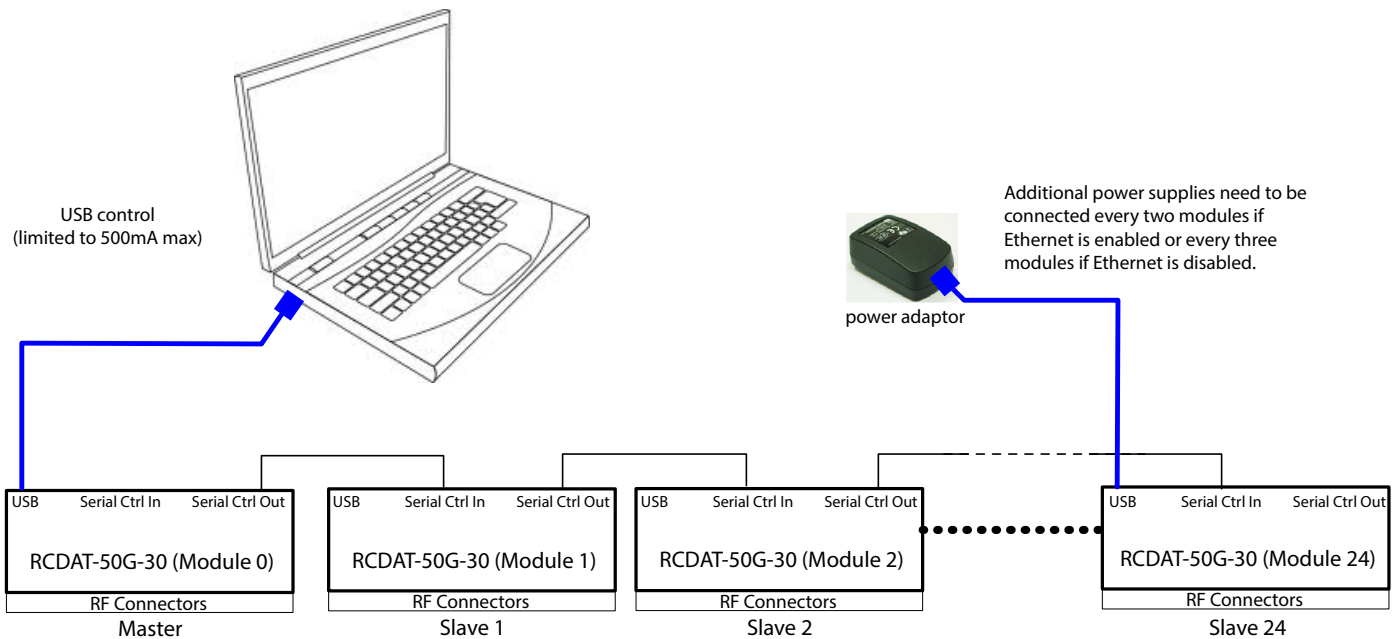 USB control
(limited to 500mA max)
Additional power supplies need to be
connected every two modules if
Ethernet is enabled or every three
modules if Ethernet is disabled.
power adaptor
USB Serial Ctrl In Serial Ctrl Out
RCDAT-50G-30 (Module 0)
RF Connectors
Master
USB Serial Ctrl In Serial Ctrl Out
RCDAT-50G-30 (Module 1)
RF Connectors
Slave 1
USB Serial Ctrl In Serial Ctrl Out
RCDAT-50G-30 (Module 2)
RF Connectors
Slave 2
USB Serial Ctrl In Serial Ctrl Out
RCDAT-50G-30 (Module 24)
RF Connectors
Slave 24